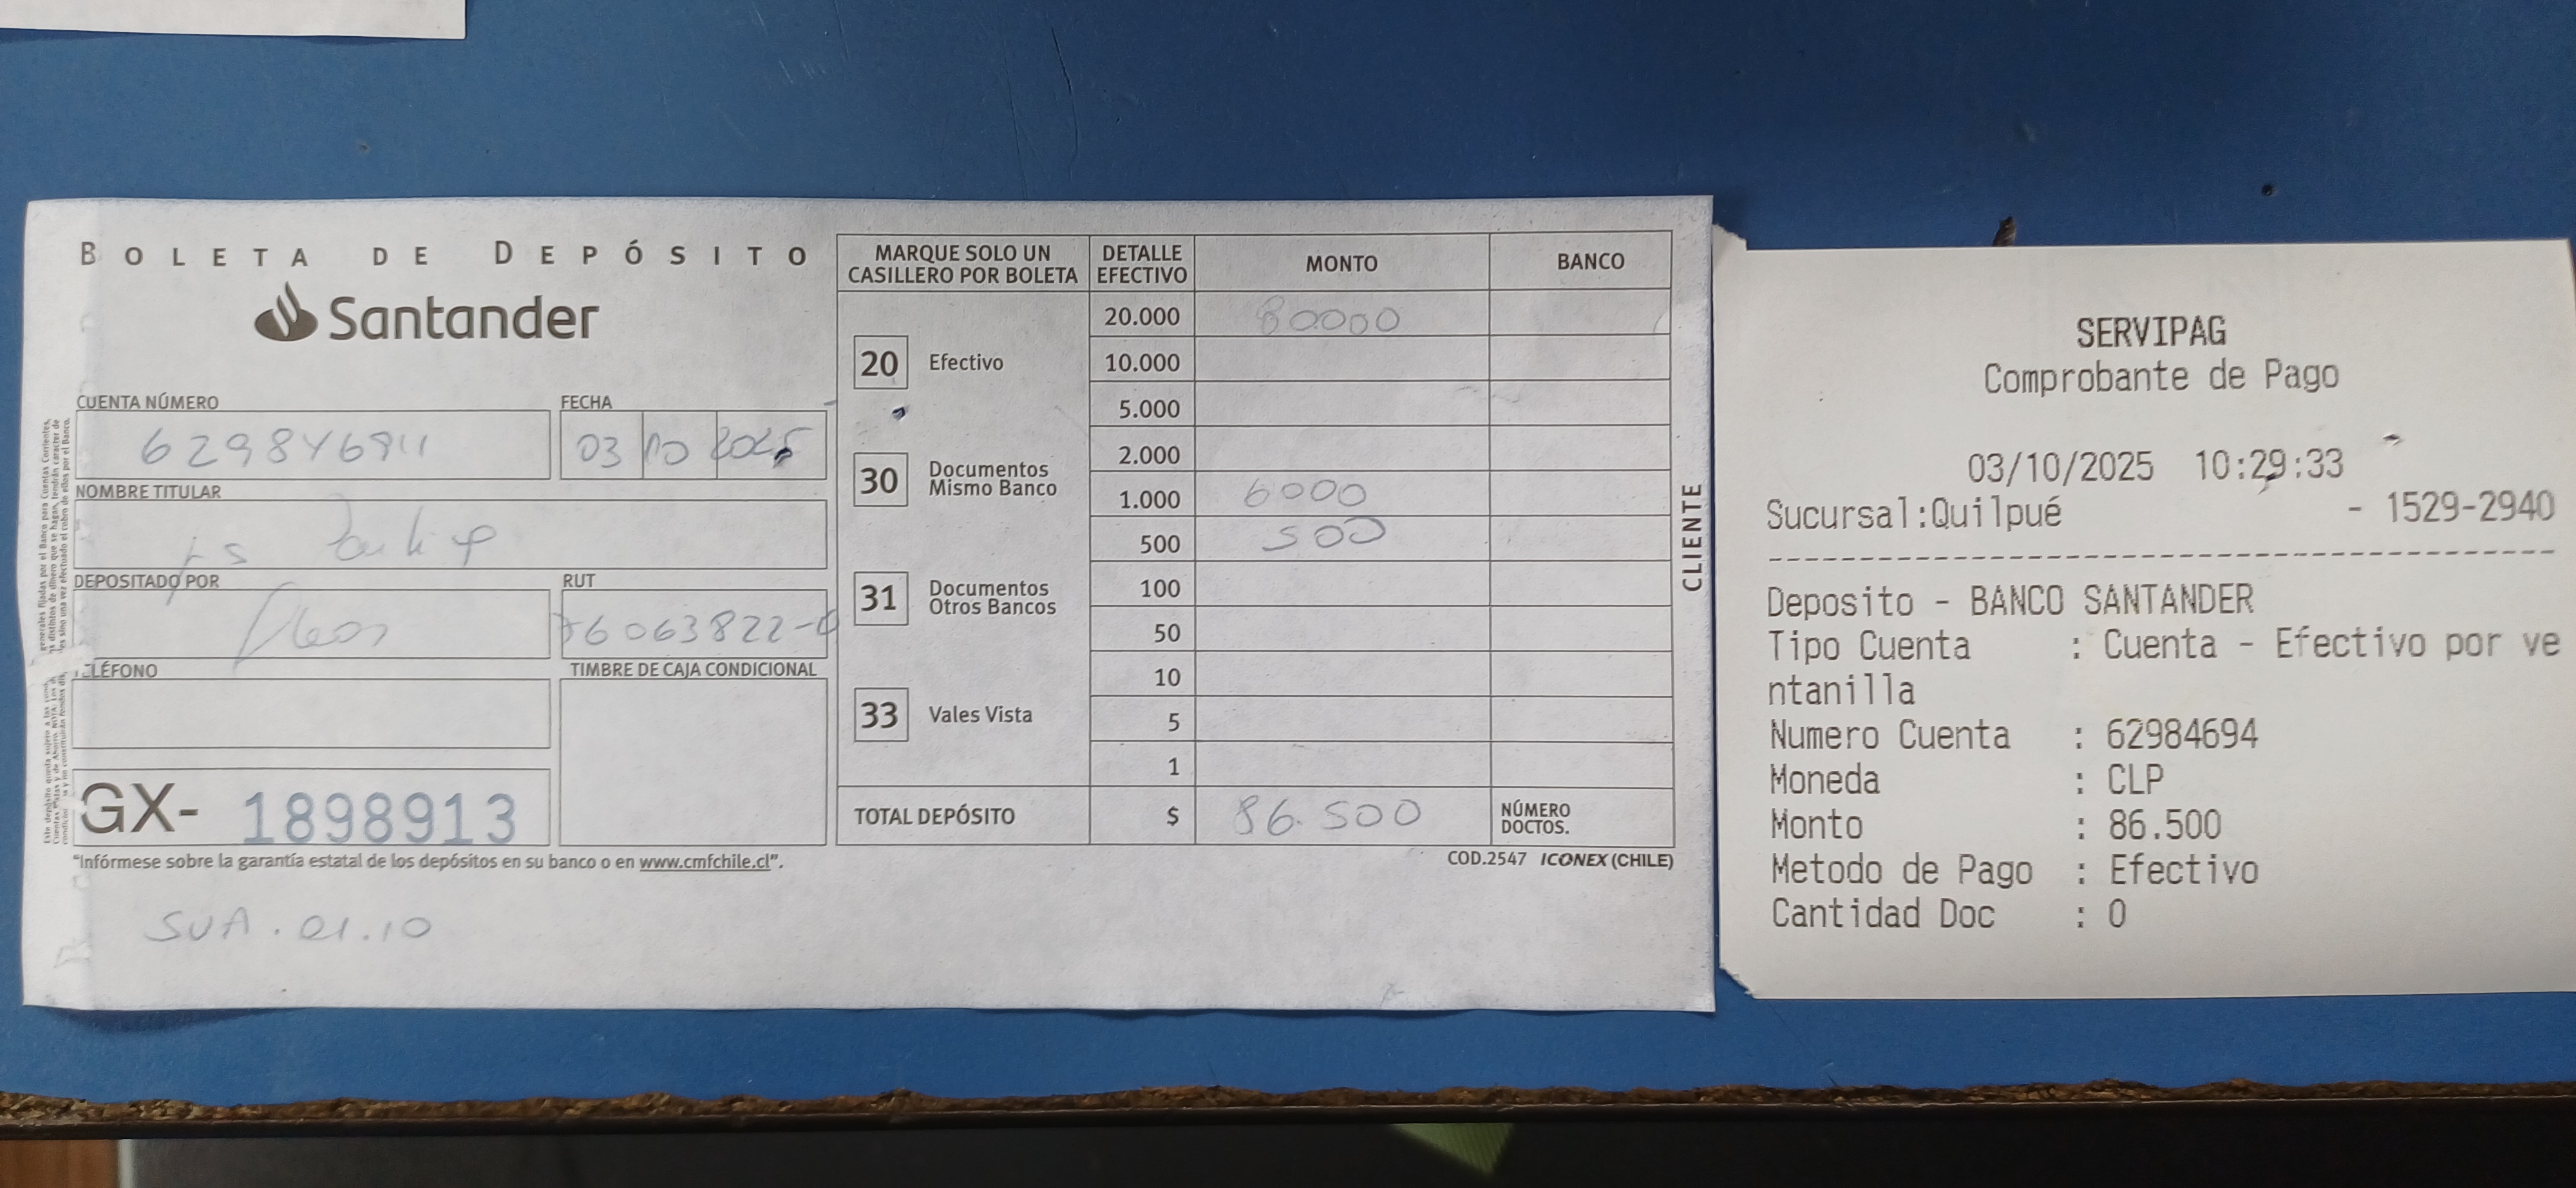 BOLETA DE DEPÓSITO
Santander
CUENTA NÚMERO
62984694
FECHA
03 10 2025
NOMBRE TITULAR
DEPOSITADO POR
RUT
76063822-0
TELÉFONO
TIMBRE DE CAJA CONDICIONAL
GX- 1898913
"Infórmese sobre la garantía estatal de los depósitos en su banco o en www.cmfchile.cl".
SVA. 01.10
MARQUE SOLO UN
CASILLERO POR BOLETA
20 Efectivo
30 Documentos
Mismo Banco
31 Documentos
Otros Bancos
33 Vales Vista
DETALLE
EFECTIVO
MONTO
BANCO
20.000 80000
10.000
5.000
2.000
1.000 6000
500 500
100
50
10
5
1
TOTAL DEPÓSITO $ 86.500 NÚMERO
DOCTOS.
COD.2547 ICONEX (CHILE)
CLIENTE
SERVIPAG
Comprobante de Pago
03/10/2025 10:29:33
Sucursal:Quilpué - 1529-2940
----------------------------------------
Deposito - BANCO SANTANDER
Tipo Cuenta : Cuenta - Efectivo por ve
ntanilla
Numero Cuenta : 62984694
Moneda : CLP
Monto : 86.500
Metodo de Pago : Efectivo
Cantidad Doc : 0